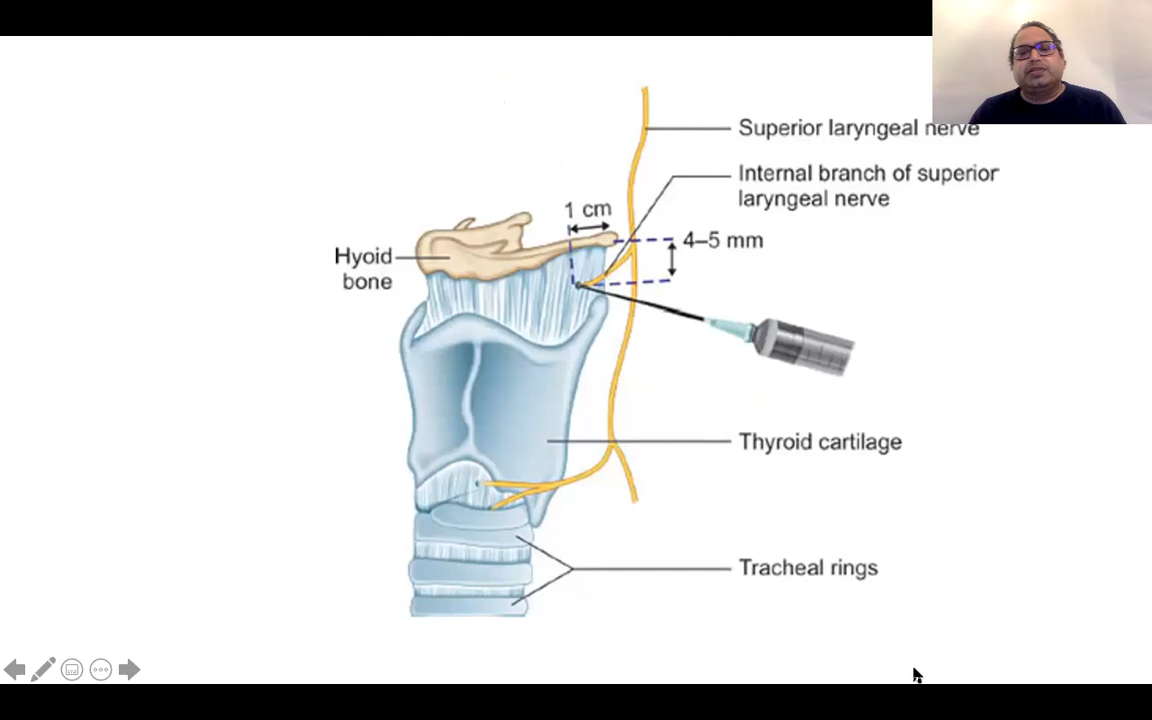 Superior laryngeal nerve
Internal branch of superior
laryngeal nerve
1 cm
4–5 mm
Hyoid
bone
Thyroid cartilage
Tracheal rings